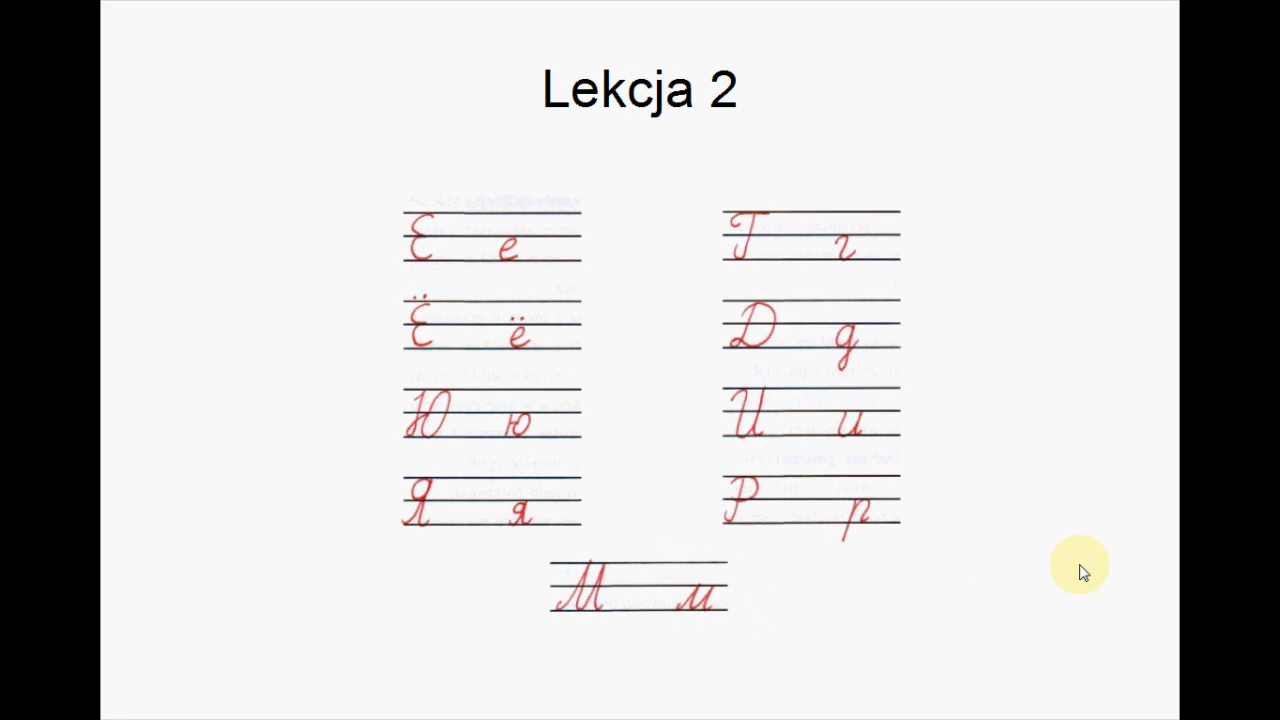 Lekcja 2
Е е
Г г
Ё ё
Д д
Ю ю
И и
Я я
Р р
М м